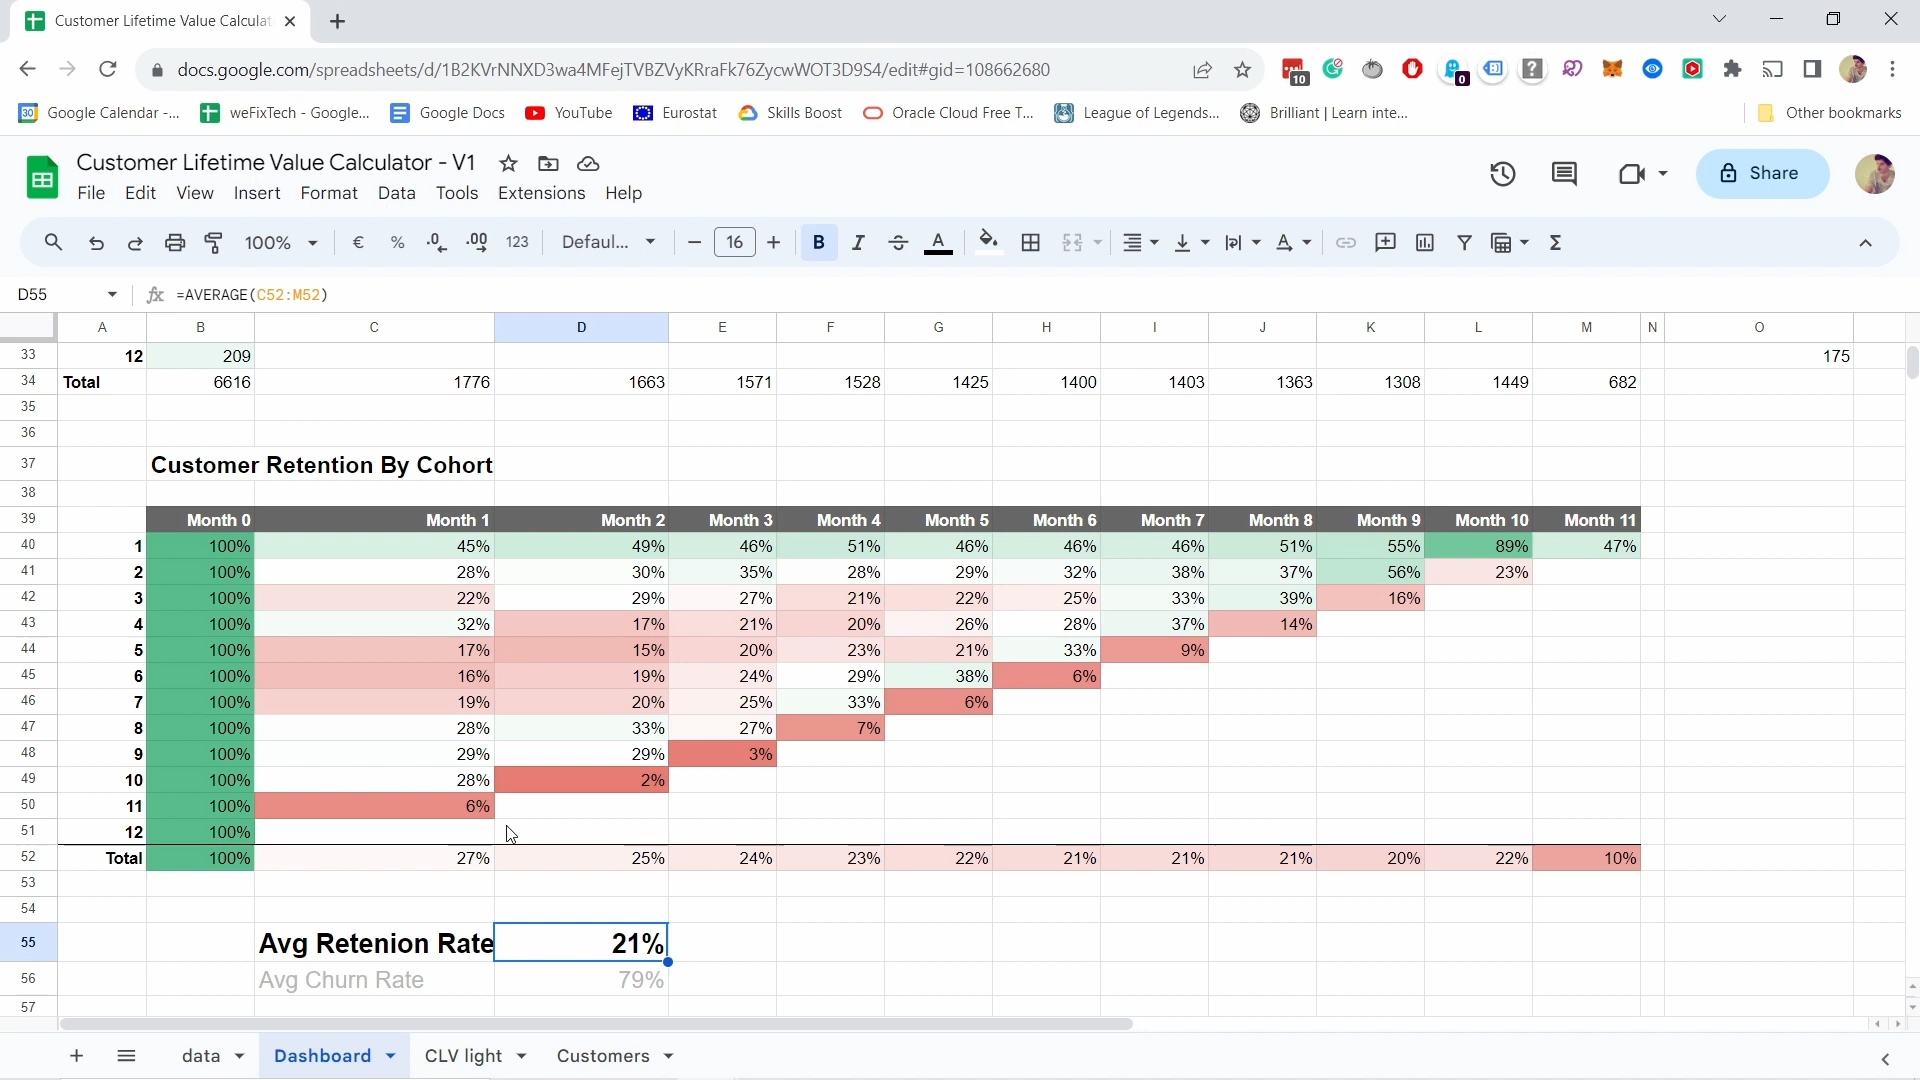 Customer Lifetime Value Calculat
docs.google.com/spreadsheets/d/1B2KVrNNXD3wa4MFejTVBZVyKRraFk76ZycwWOT3D9S4/edit#gid=108662680
10
0
30 Google Calendar -... weFixTech - Google... Google Docs YouTube Eurostat Skills Boost Oracle Cloud Free T... League of Legends... Brilliant | Learn inte... Other bookmarks
Customer Lifetime Value Calculator - V1
File Edit View Insert Format Data Tools Extensions Help
Share
100% € % .0 .00 123 Defaul... − 16 + B I S A Σ
D55 fx =AVERAGE(C52:M52)
A B C D E F G H I J K L M N O
33 12 209 175
34 Total 6616 1776 1663 1571 1528 1425 1400 1403 1363 1308 1449 682
35
36
37 Customer Retention By Cohort
38
39 Month 0 Month 1 Month 2 Month 3 Month 4 Month 5 Month 6 Month 7 Month 8 Month 9 Month 10 Month 11
40 1 100% 45% 49% 46% 51% 46% 46% 46% 51% 55% 89% 47%
41 2 100% 28% 30% 35% 28% 29% 32% 38% 37% 56% 23%
42 3 100% 22% 29% 27% 21% 22% 25% 33% 39% 16%
43 4 100% 32% 17% 21% 20% 26% 28% 37% 14%
44 5 100% 17% 15% 20% 23% 21% 33% 9%
45 6 100% 16% 19% 24% 29% 38% 6%
46 7 100% 19% 20% 25% 33% 6%
47 8 100% 28% 33% 27% 7%
48 9 100% 29% 29% 3%
49 10 100% 28% 2%
50 11 100% 6%
51 12 100%
52 Total 100% 27% 25% 24% 23% 22% 21% 21% 21% 20% 22% 10%
53
54
55 Avg Retenion Rate 21%
56 Avg Churn Rate 79%
57
data Dashboard CLV light Customers